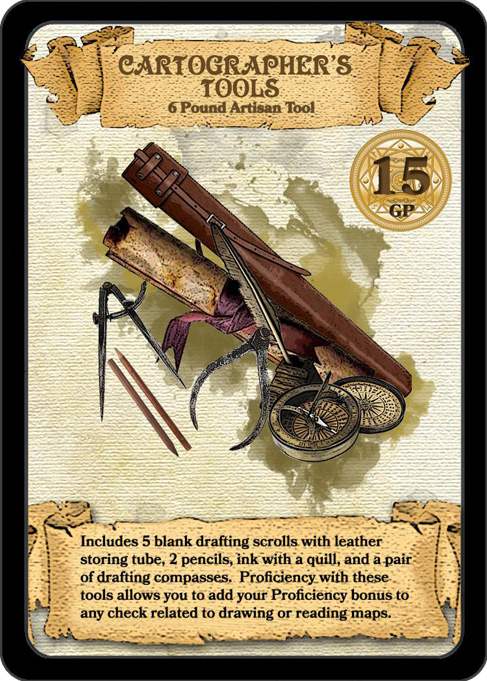 CARTOGRAPHER'S
TOOLS
6 Pound Artisan Tool
15
GP
Includes 5 blank drafting scrolls with leather
storing tube, 2 pencils, ink with a quill, and a pair
of drafting compasses.  Proficiency with these
tools allows you to add your Proficiency bonus to
any check related to drawing or reading maps.